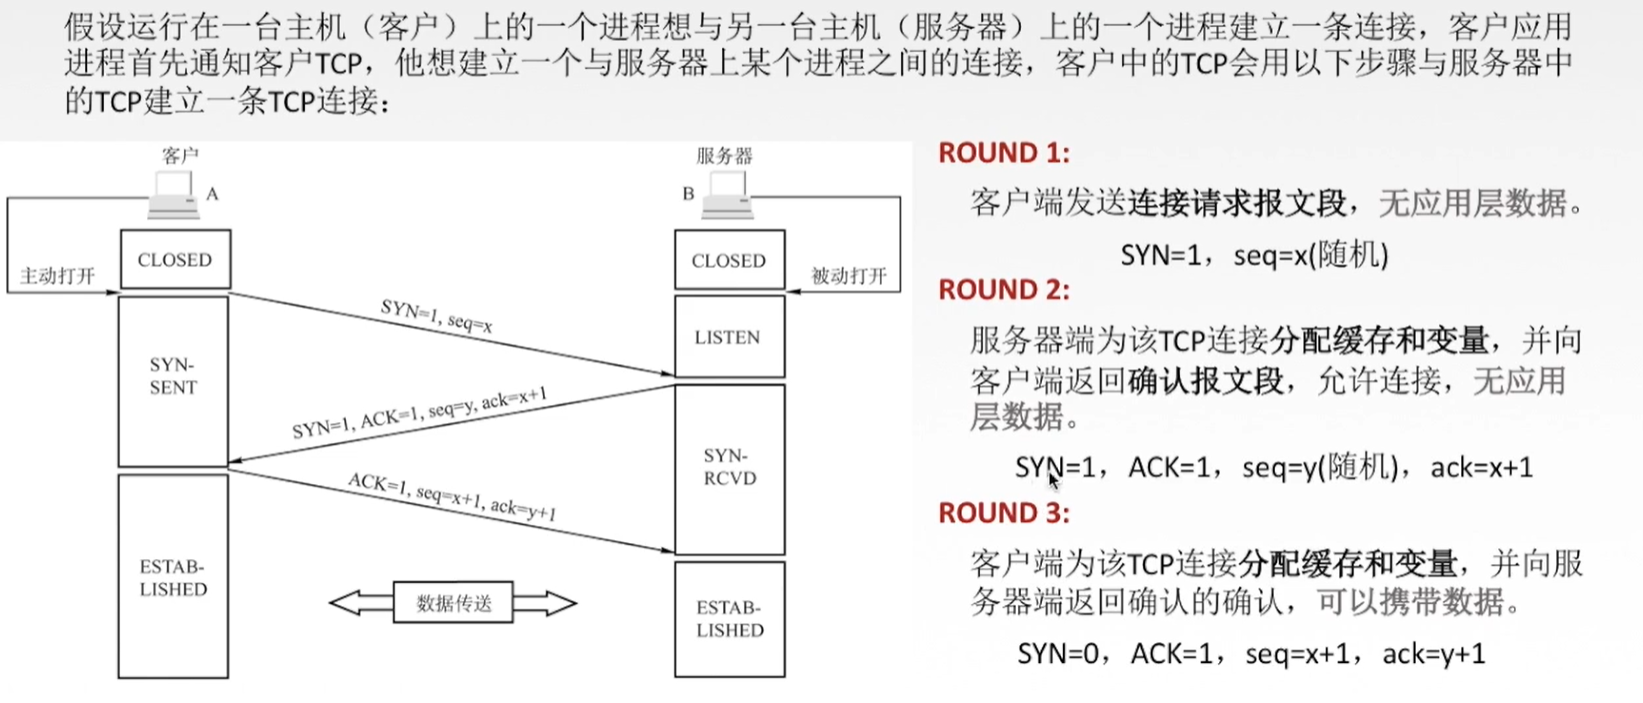 假设运行在一台主机（客户）上的一个进程想与另一台主机（服务器）上的一个进程建立一条连接，客户应用
进程首先通知客户TCP，他想建立一个与服务器上某个进程之间的连接，客户中的TCP会用以下步骤与服务器中
的TCP建立一条TCP连接：
客户
A
服务器
B
CLOSED
主动打开
CLOSED
被动打开
SYN=1, seq=x
SYN-
SENT
LISTEN
SYN=1, ACK=1, seq=y, ack=x+1
SYN-
RCVD
ACK=1, seq=x+1, ack=y+1
ESTAB-
LISHED
数据传送
ESTAB-
LISHED
ROUND 1:
客户端发送连接请求报文段，无应用层数据。
SYN=1，seq=x(随机)
ROUND 2:
服务器端为该TCP连接分配缓存和变量，并向
客户端返回确认报文段，允许连接，无应用
层数据。
SYN=1，ACK=1，seq=y(随机)，ack=x+1
ROUND 3:
客户端为该TCP连接分配缓存和变量，并向服
务器端返回确认的确认，可以携带数据。
SYN=0，ACK=1，seq=x+1，ack=y+1